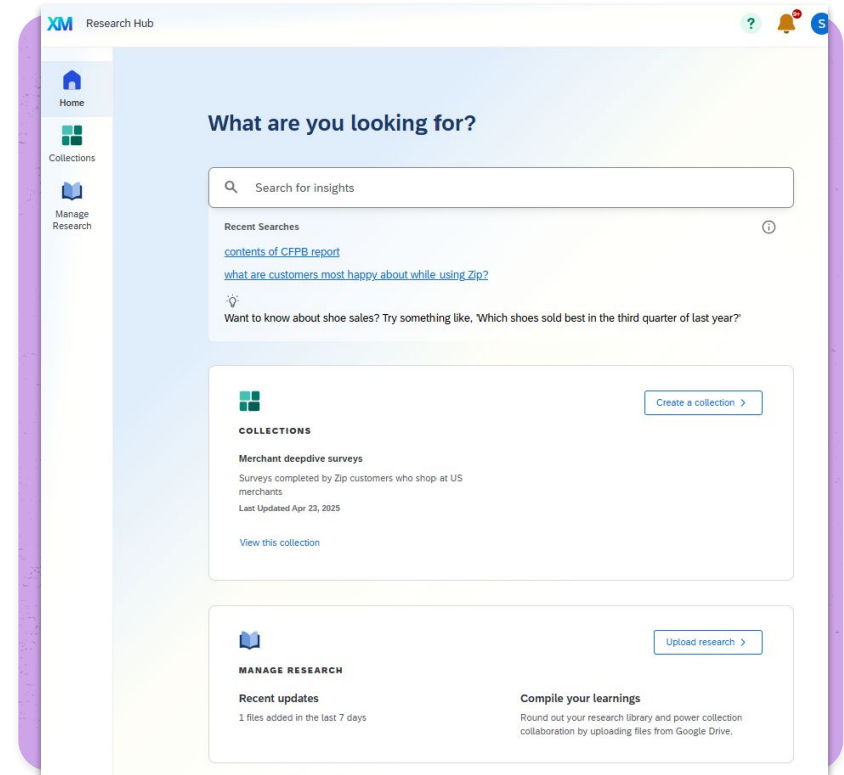 XM Research Hub
?
9+
S
Home
Collections
Manage
Research
What are you looking for?
Search for insights
Recent Searches
contents of CFPB report
what are customers most happy about while using Zip?
Want to know about shoe sales? Try something like, 'Which shoes sold best in the third quarter of last year?'
Create a collection
COLLECTIONS
Merchant deepdive surveys
Surveys completed by Zip customers who shop at US
merchants
Last Updated Apr 23, 2025
View this collection
Upload research
MANAGE RESEARCH
Recent updates
1 files added in the last 7 days
Compile your learnings
Round out your research library and power collection
collaboration by uploading files from Google Drive.